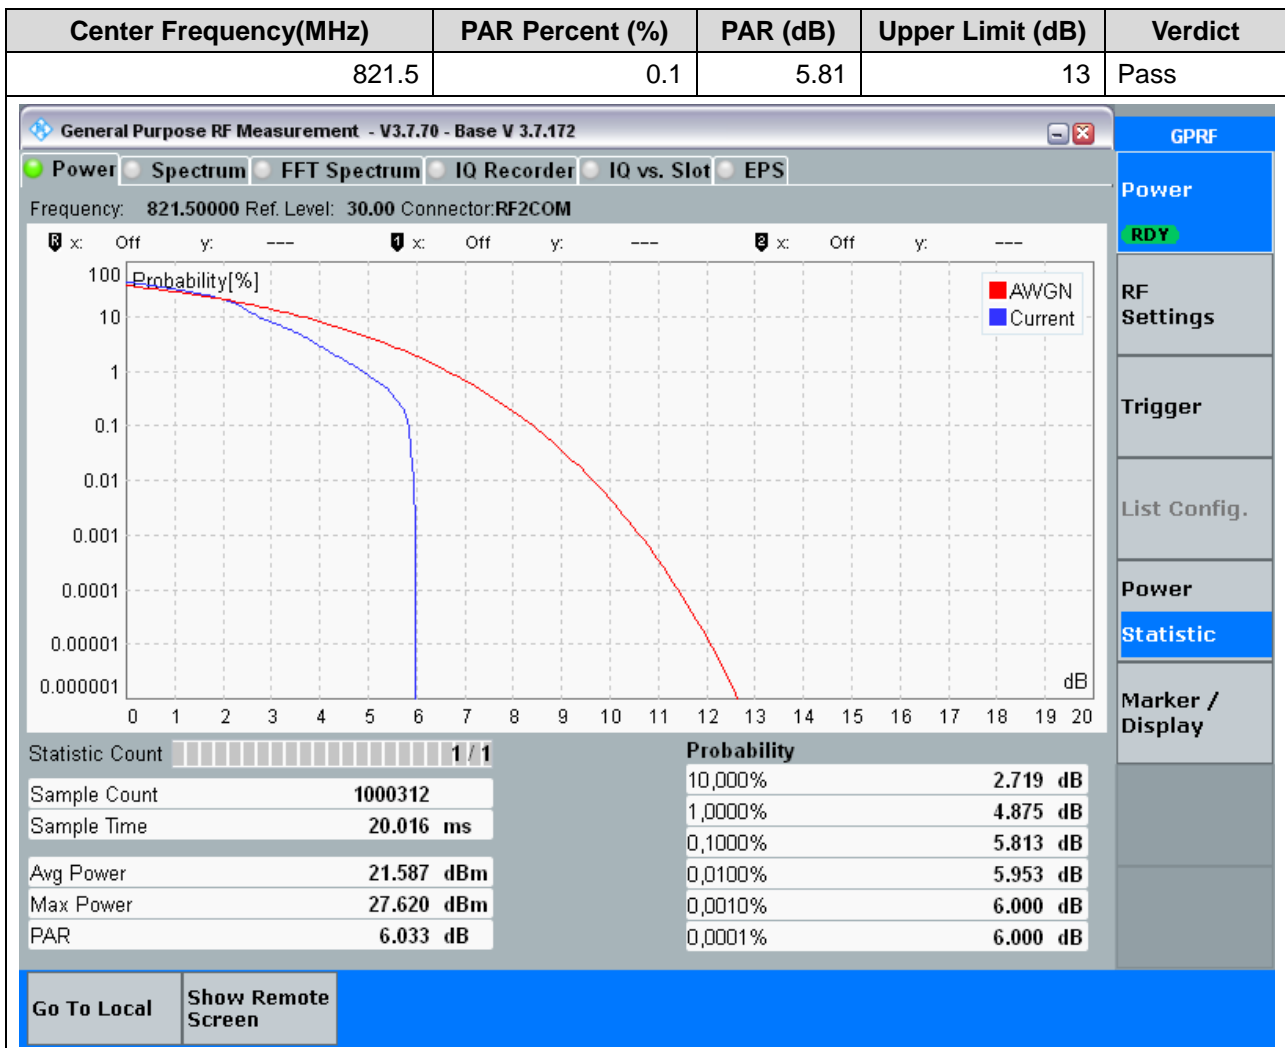 Center Frequency(MHz) PAR Percent (%) PAR (dB) Upper Limit (dB) Verdict
821.5 0.1 5.81 13 Pass
General Purpose RF Measurement - V3.7.70 - Base V 3.7.172
GPRF
Power Spectrum FFT Spectrum IQ Recorder IQ vs. Slot EPS
Frequency: 821.50000 Ref. Level: 30.00 Connector:RF2COM
R x: Off y: --- 1 x: Off y: --- 2 x: Off y: ---
Probability[%]
AWGN
Current
100
10
1
0.1
0.01
0.001
0.0001
0.00001
0.000001
dB
0 1 2 3 4 5 6 7 8 9 10 11 12 13 14 15 16 17 18 19 20
Statistic Count 1 / 1
Sample Count 1000312
Sample Time 20.016 ms
Avg Power 21.587 dBm
Max Power 27.620 dBm
PAR 6.033 dB
Probability
10,000% 2.719 dB
1,0000% 4.875 dB
0,1000% 5.813 dB
0,0100% 5.953 dB
0,0010% 6.000 dB
0,0001% 6.000 dB
Power
RDY
RF
Settings
Trigger
List Config.
Power
Statistic
Marker /
Display
Go To Local
Show Remote
Screen